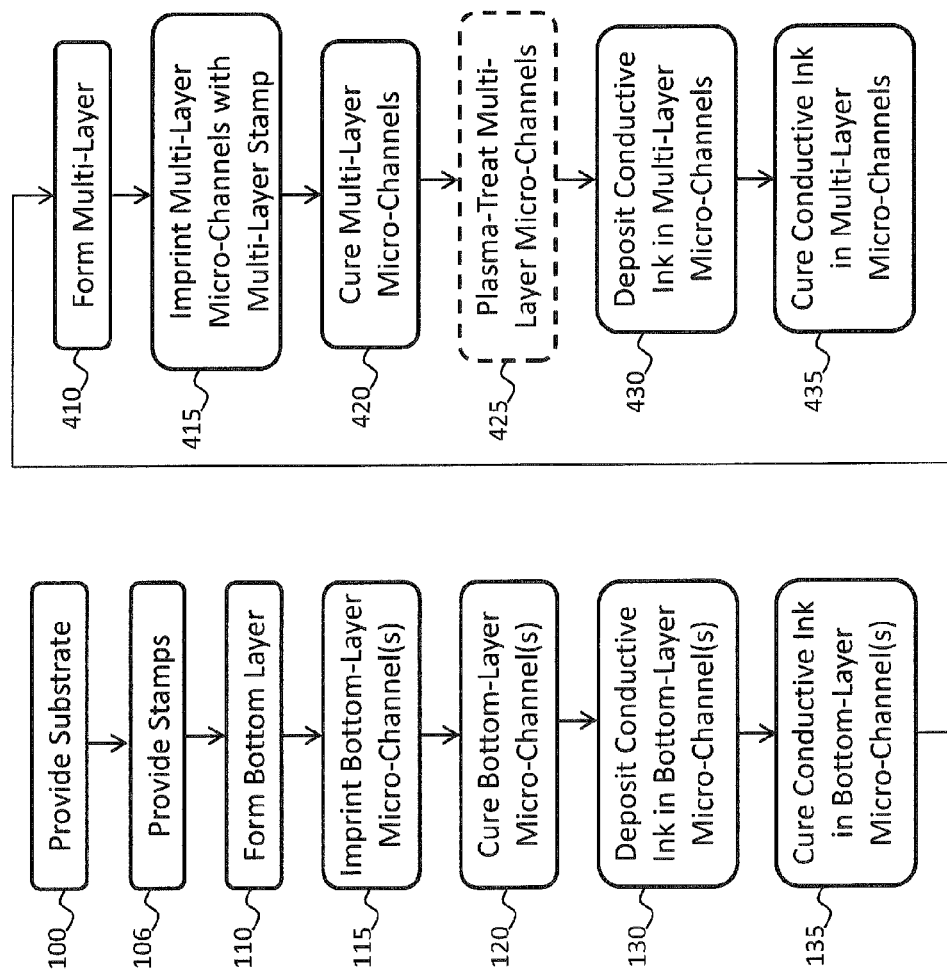 100
Provide Substrate
106
Provide Stamps
110
Form Bottom Layer
115
Imprint Bottom-Layer
Micro-Channel(s)
120
Cure Bottom-Layer
Micro-Channel(s)
130
Deposit Conductive
Ink in Bottom-Layer
Micro-Channel(s)
135
Cure Conductive Ink
in Bottom-Layer
Micro-Channel(s)
410
Form Multi-Layer
415
Imprint Multi-Layer
Micro-Channels with
Multi-Layer Stamp
420
Cure Multi-Layer
Micro-Channels
425
Plasma-Treat Multi-
Layer Micro-Channels
430
Deposit Conductive
Ink in Multi-Layer
Micro-Channels
435
Cure Conductive Ink
in Multi-Layer
Micro-Channels